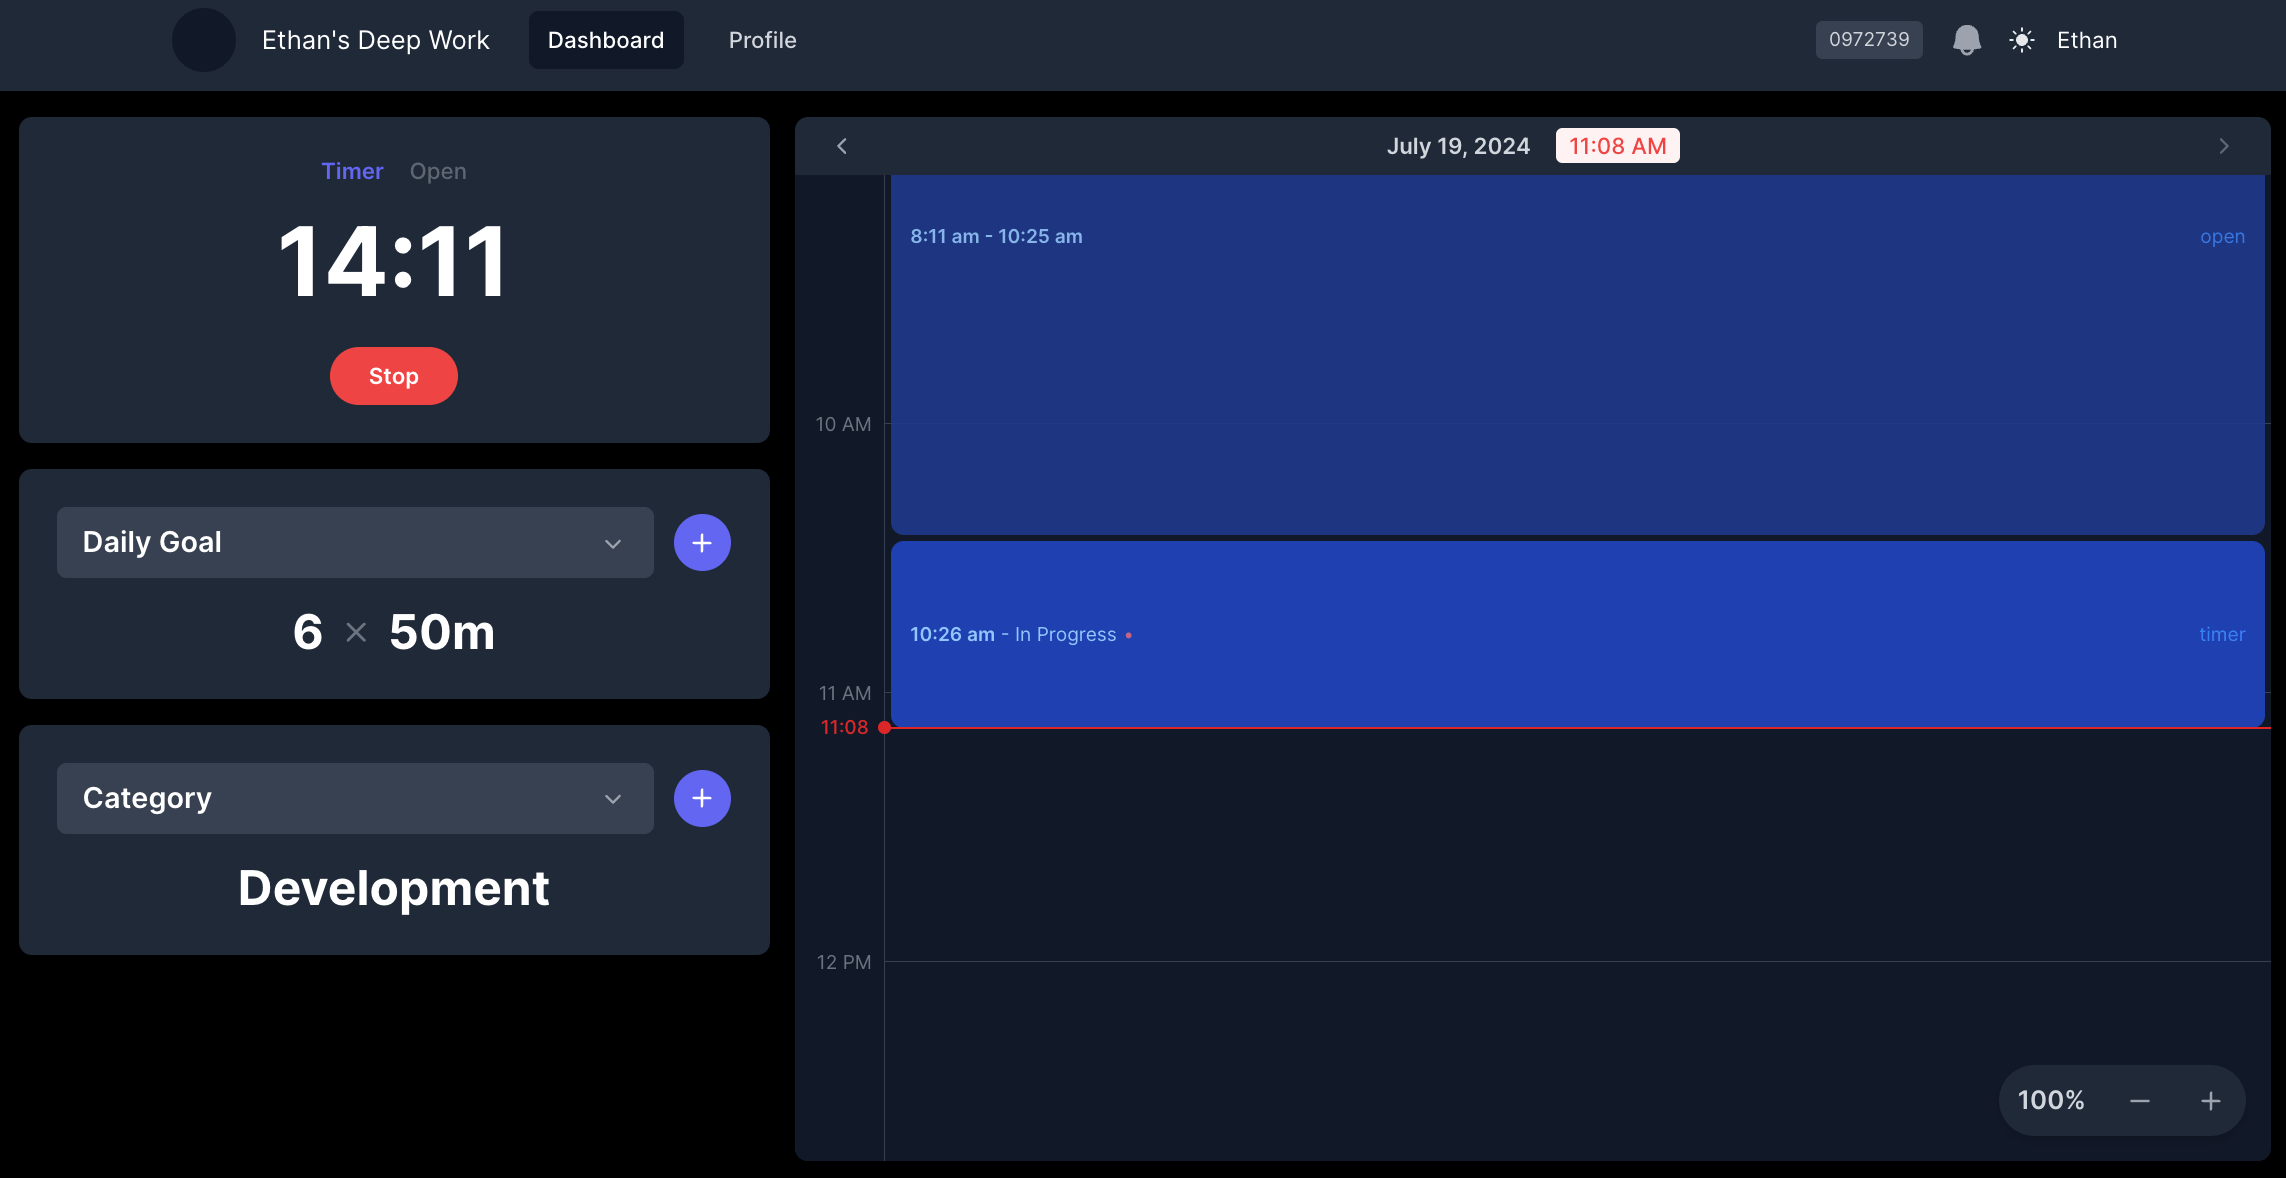 Ethan's Deep Work
Dashboard
Profile
0972739
Ethan
Timer
Open
14:11
Stop
Daily Goal
6 × 50m
Category
Development
July 19, 2024
11:08 AM
8:11 am - 10:25 am
open
10 AM
10:26 am - In Progress
timer
11 AM
11:08
12 PM
100%